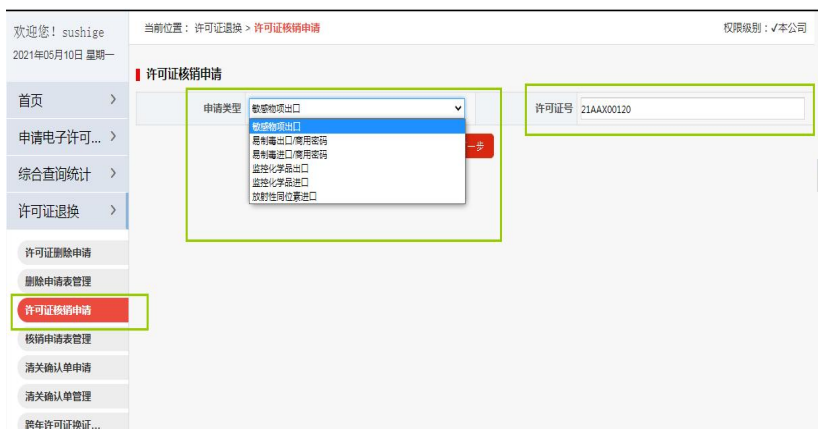 欢迎您! sushige
2021年05月10日 星期一
当前位置: 许可证退换 > 许可证核销申请
权限级别:√本公司
许可证核销申请
首页
申请电子许可...
综合查询统计
许可证退换
许可证删除申请
删除申请表管理
许可证核销申请
核销申请表管理
清关确认单申请
清关确认单管理
跨年许可证换证...
申请类型 敏感物项出口
敏感物项出口
易制毒出口/商用密码
易制毒进口/商用密码
监控化学品出口
监控化学品进口
放射性同位素进口
一步
许可证号 21AAX00120